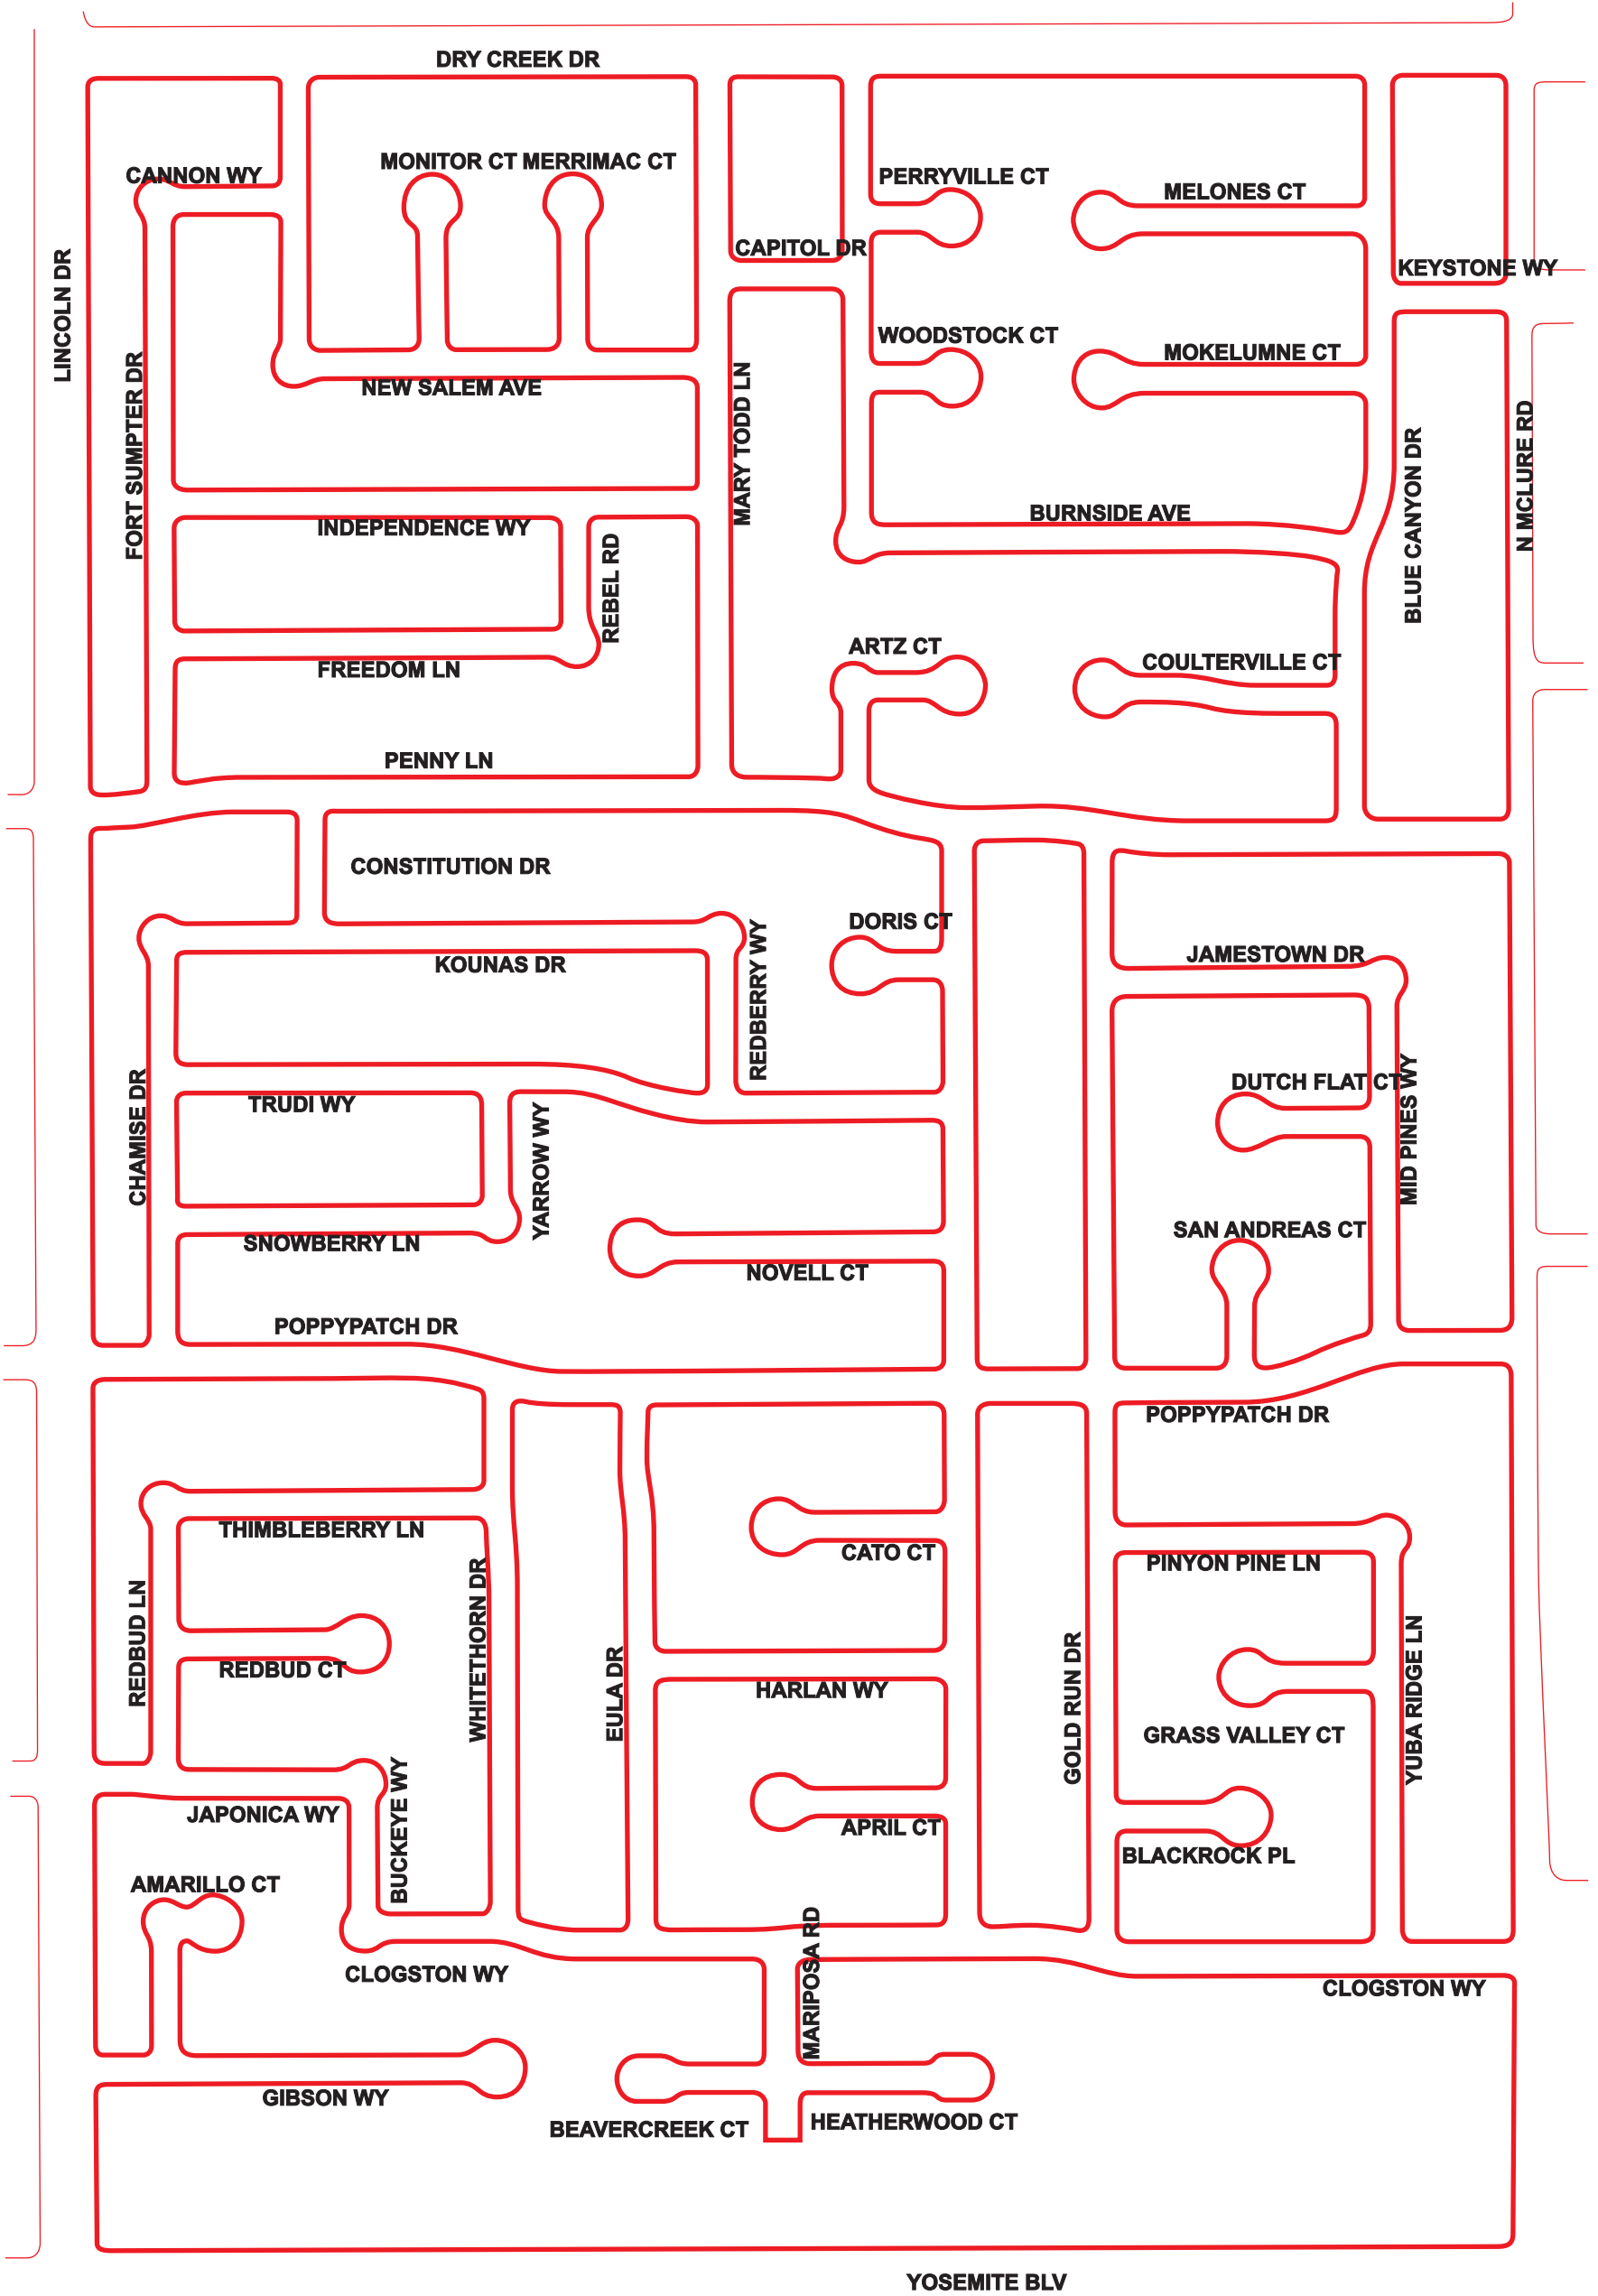 DRY CREEK DR
MONITOR CT
MERRIMAC CT
CANNON WY
PERRYVILLE CT
MELONES CT
CAPITOL DR
KEYSTONE WY
LINCOLN DR
WOODSTOCK CT
MOKELUMNE CT
NEW SALEM AVE
FORT SUMPTER DR
MARY TODD LN
N MCLURE RD
BLUE CANYON DR
BURNSIDE AVE
INDEPENDENCE WY
REBEL RD
ARTZ CT
COULTERVILLE CT
FREEDOM LN
PENNY LN
CONSTITUTION DR
DORIS CT
JAMESTOWN DR
KOUNAS DR
REDBERRY WY
DUTCH FLAT CT
TRUDI WY
CHAMISE DR
YARROW WY
MID PINES WY
SAN ANDREAS CT
SNOWBERRY LN
NOVELL CT
POPPYPATCH DR
POPPYPATCH DR
THIMBLEBERRY LN
CATO CT
PINYON PINE LN
REDBUD LN
WHITETHORN DR
REDBUD CT
EULA DR
HARLAN WY
GOLD RUN DR
YUBA RIDGE LN
GRASS VALLEY CT
JAPONICA WY
BUCKEYE WY
APRIL CT
BLACKROCK PL
AMARILLO CT
CLOGSTON WY
MARIPOSA RD
CLOGSTON WY
GIBSON WY
BEAVERCREEK CT
HEATHERWOOD CT
YOSEMITE BLV